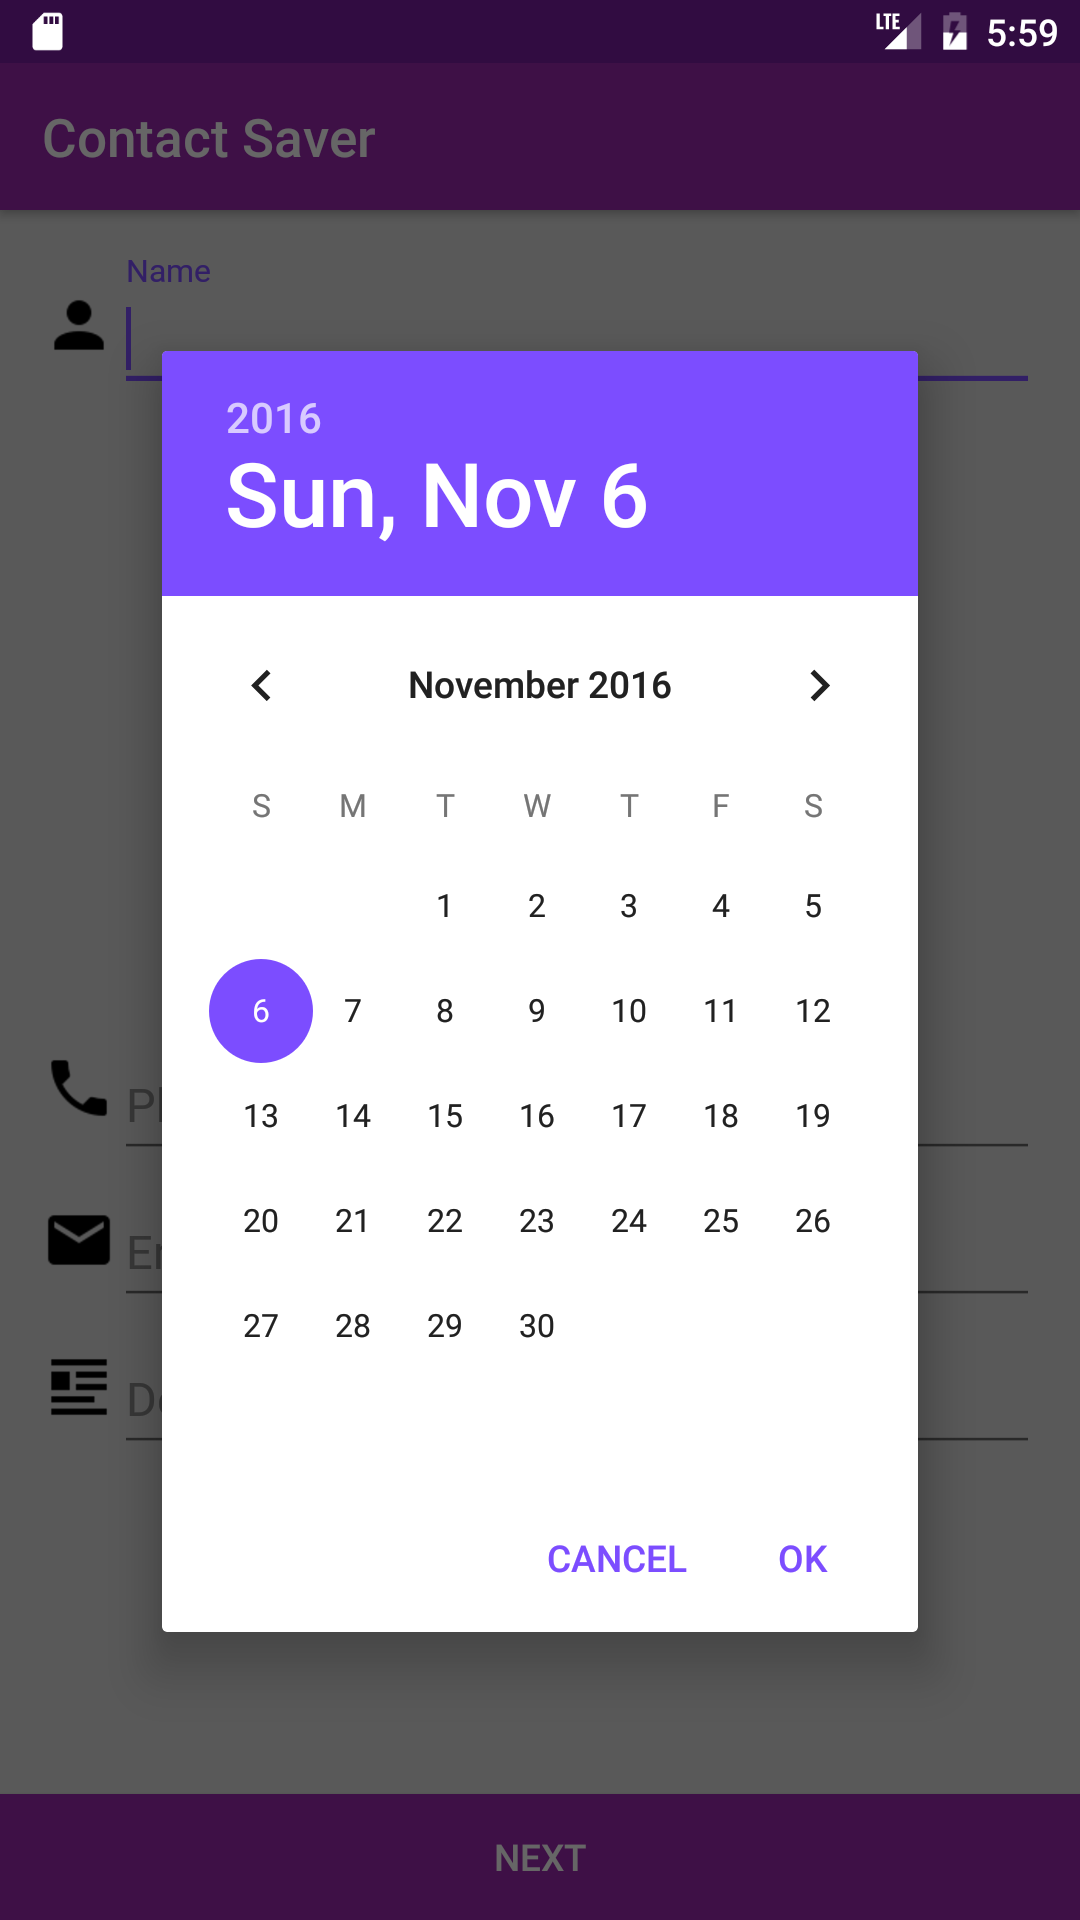 LTE 5:59
Contact Saver
Name
2016
Sun, Nov 6
November 2016
S M T W T F S
1 2 3 4 5
6 7 8 9 10 11 12
13 14 15 16 17 18 19
20 21 22 23 24 25 26
27 28 29 30
CANCEL OK
NEXT